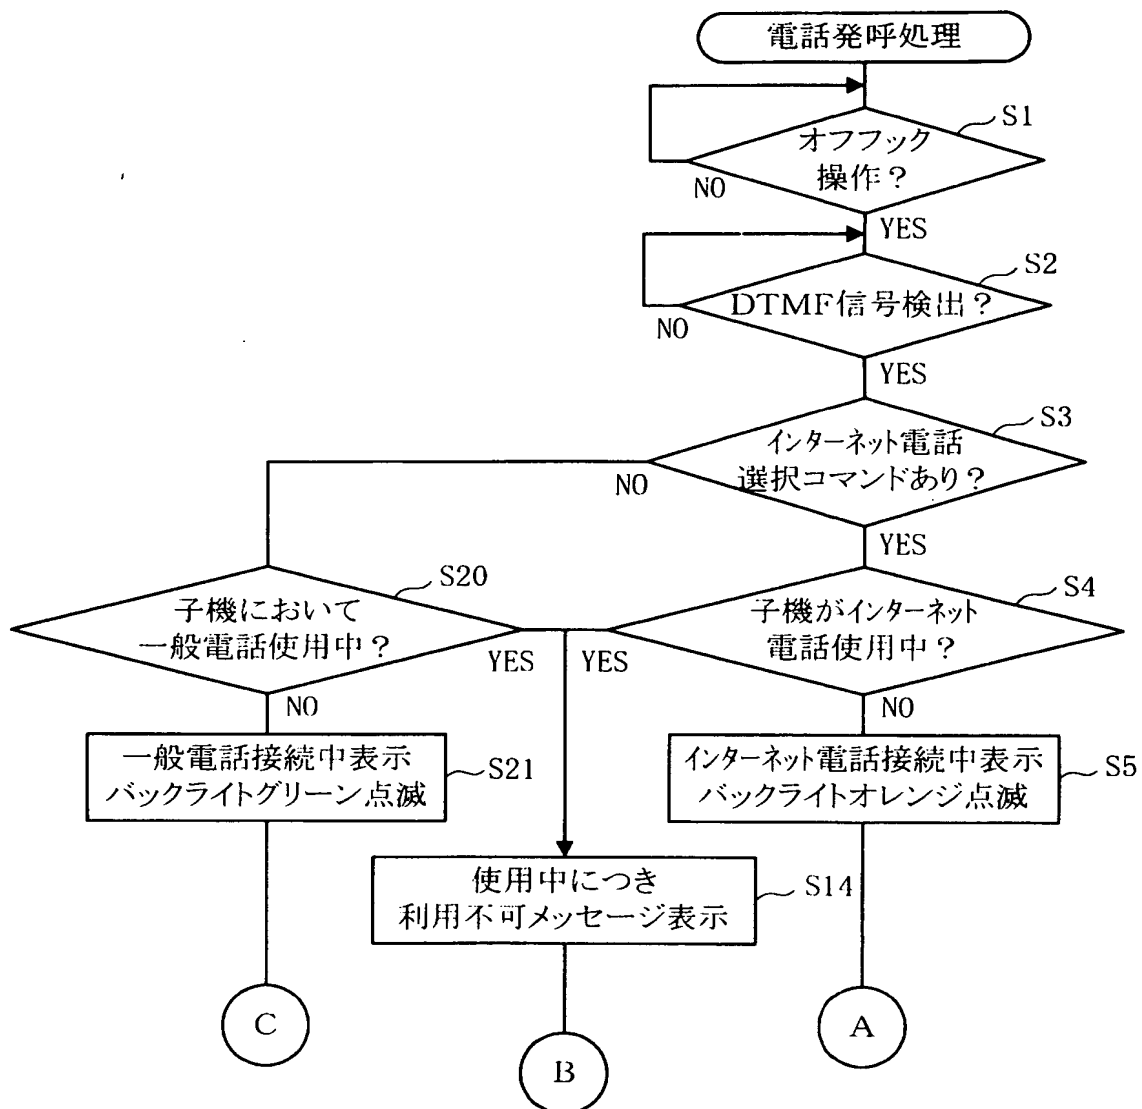 電話発呼処理
S1
オフフック
操作？
NO
YES
S2
DTMF信号検出？
NO
YES
S3
インターネット電話
選択コマンドあり？
NO
YES
S20
子機において
一般電話使用中？
YES
NO
S4
子機がインターネット
電話使用中？
YES
NO
一般電話接続中表示
バックライトグリーン点滅
S21
インターネット電話接続中表示
バックライトオレンジ点滅
S5
使用中につき
利用不可メッセージ表示
S14
C
B
A